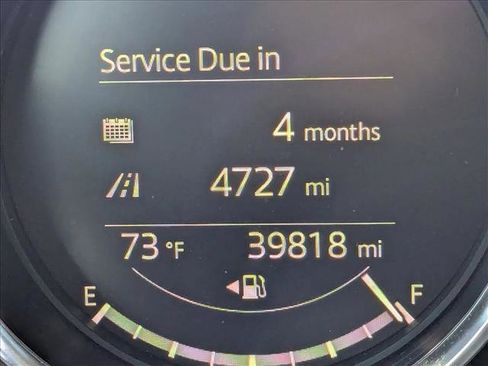 Service Due in
4 months
4727 mi
73 °F 39818 mi
E F